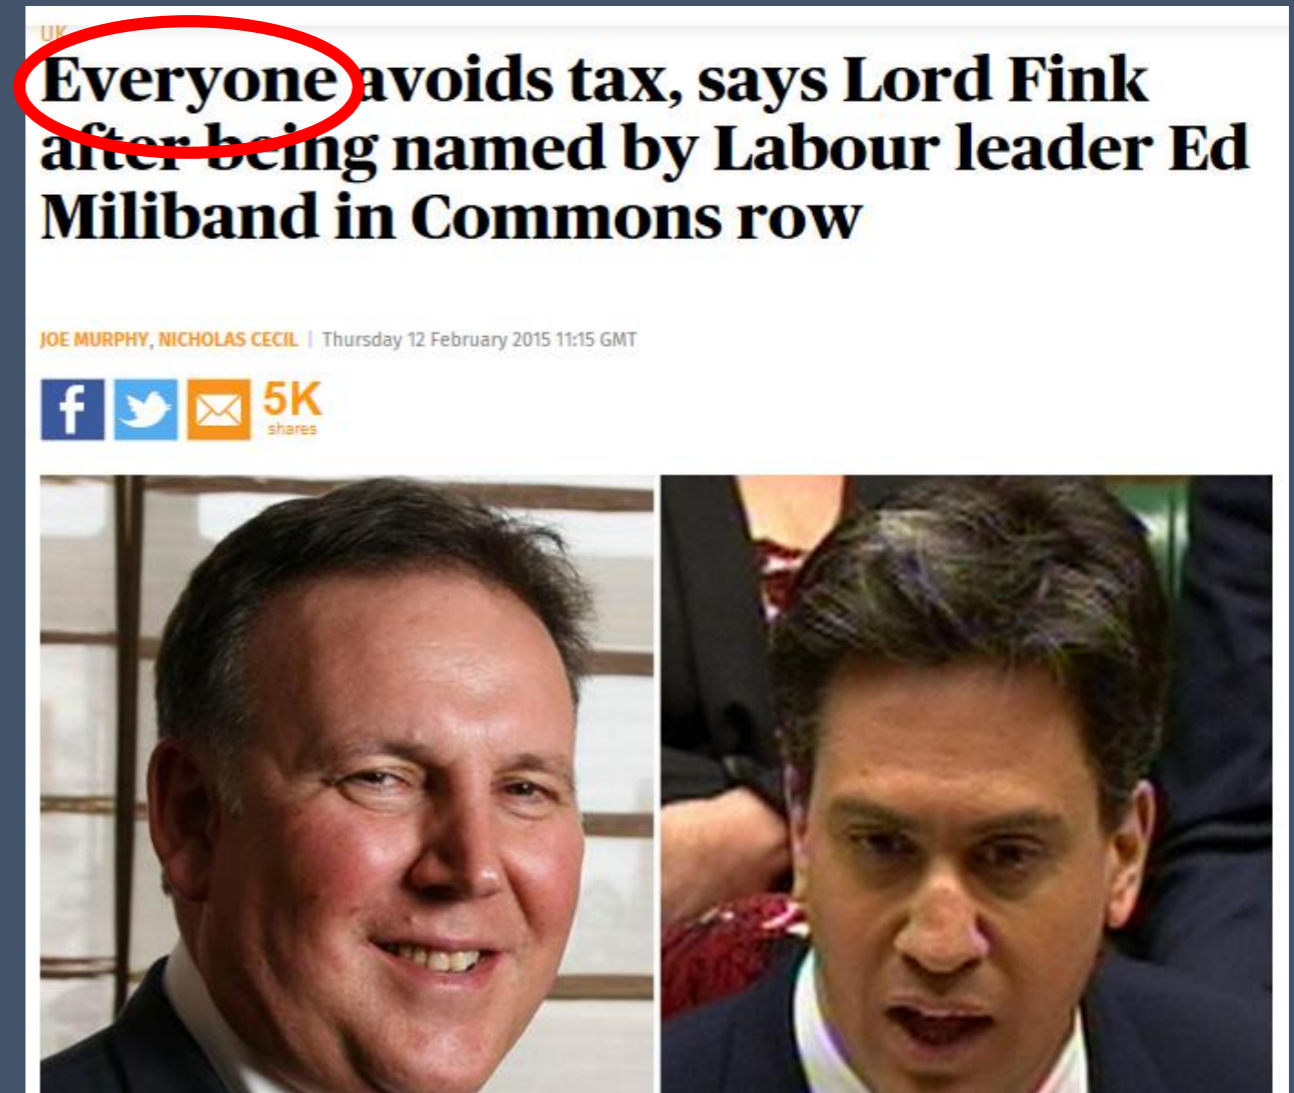 UK
Everyone avoids tax, says Lord Fink
after being named by Labour leader Ed
Miliband in Commons row
JOE MURPHY, NICHOLAS CECIL | Thursday 12 February 2015 11:15 GMT
f 5K
shares